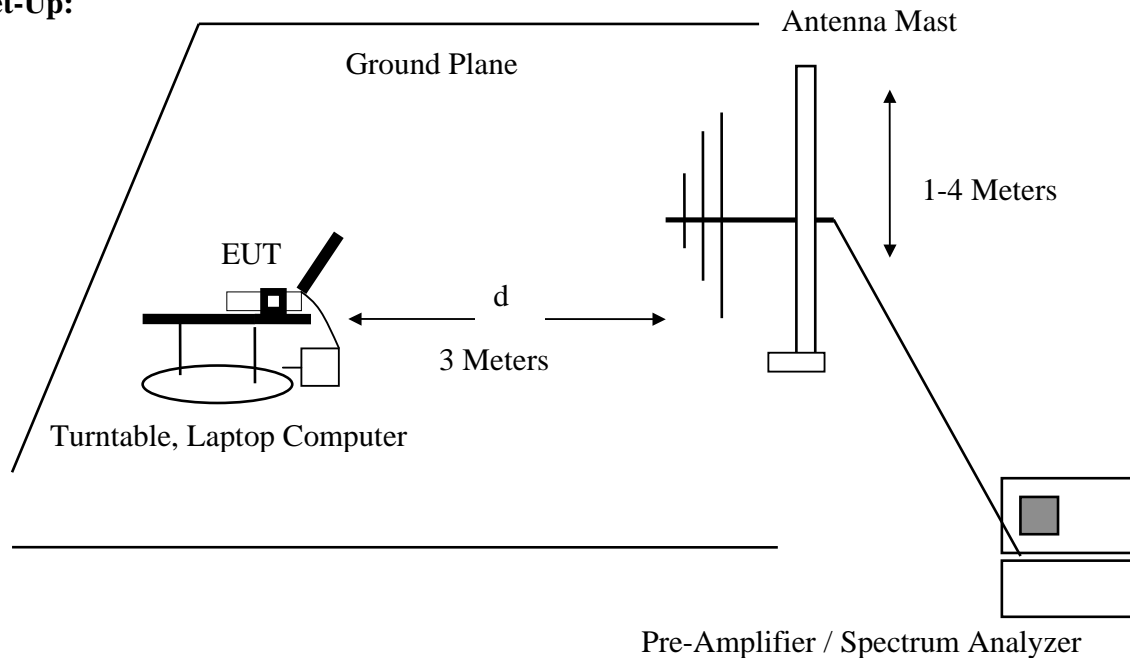 et-Up:
Antenna Mast
Ground Plane
1-4 Meters
EUT
d
3 Meters
Turntable, Laptop Computer
Pre-Amplifier / Spectrum Analyzer